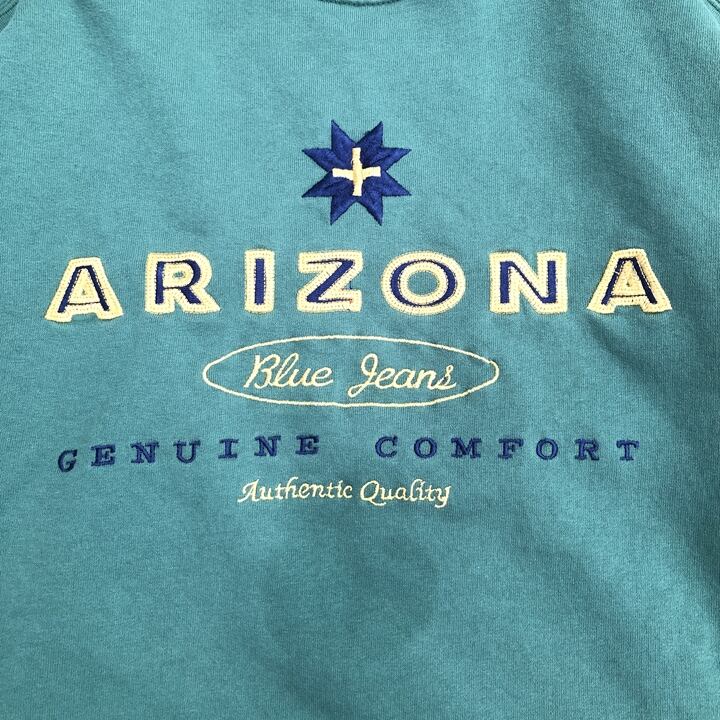 ARIZONA
Blue Jeans
GENUINE COMFORT
Authentic Quality